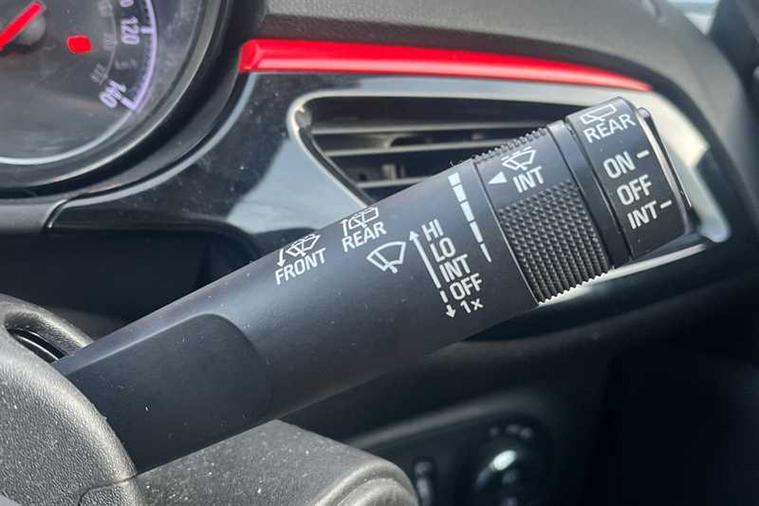 120
140
FRONT
REAR
HI
LO
INT
OFF
1x
INT
REAR
ON
OFF
INT